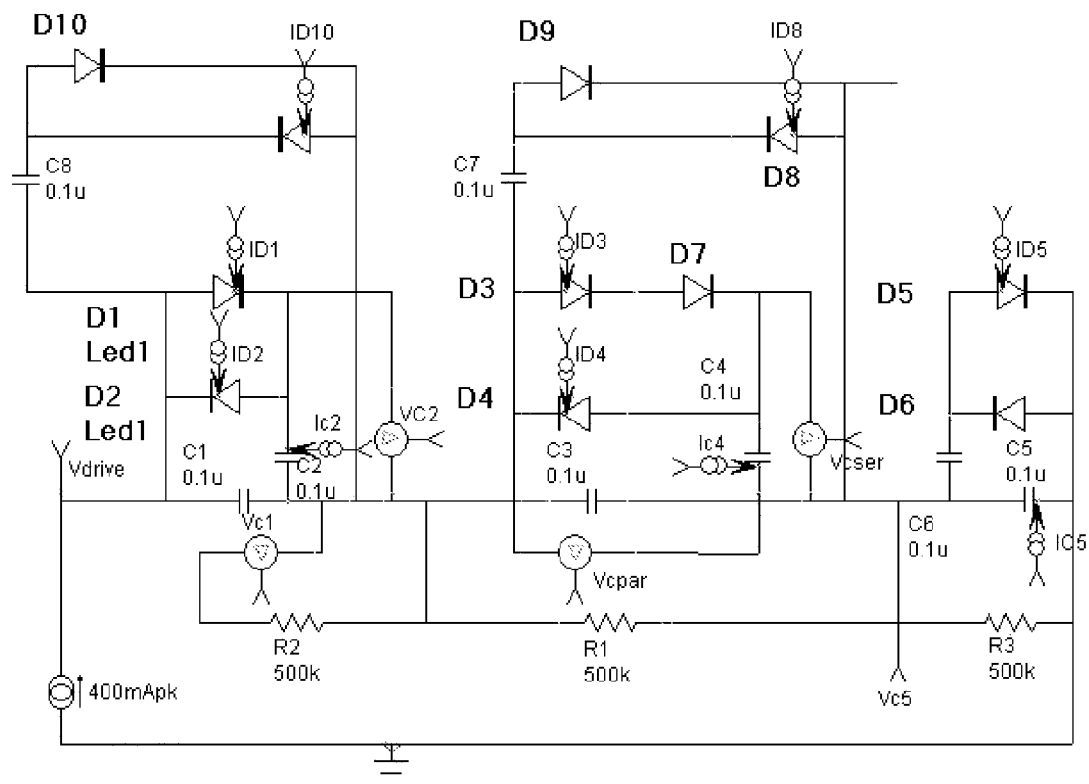 D10
ID10
D9
ID8
C8
0.1u
C7
0.1u
D8
ID1
ID3
D7
ID5
D3
D5
D1
Led1
ID2
ID4
C4
0.1u
D2
Led1
D4
D6
Ic2
VC2
Vdrive
C1
0.1u
C2
0.1u
C3
0.1u
Ic4
Vcser
C5
0.1u
Vc1
C6
0.1u
IC5
Vcpar
R2
500k
R1
500k
R3
500k
400mApk
Vc5